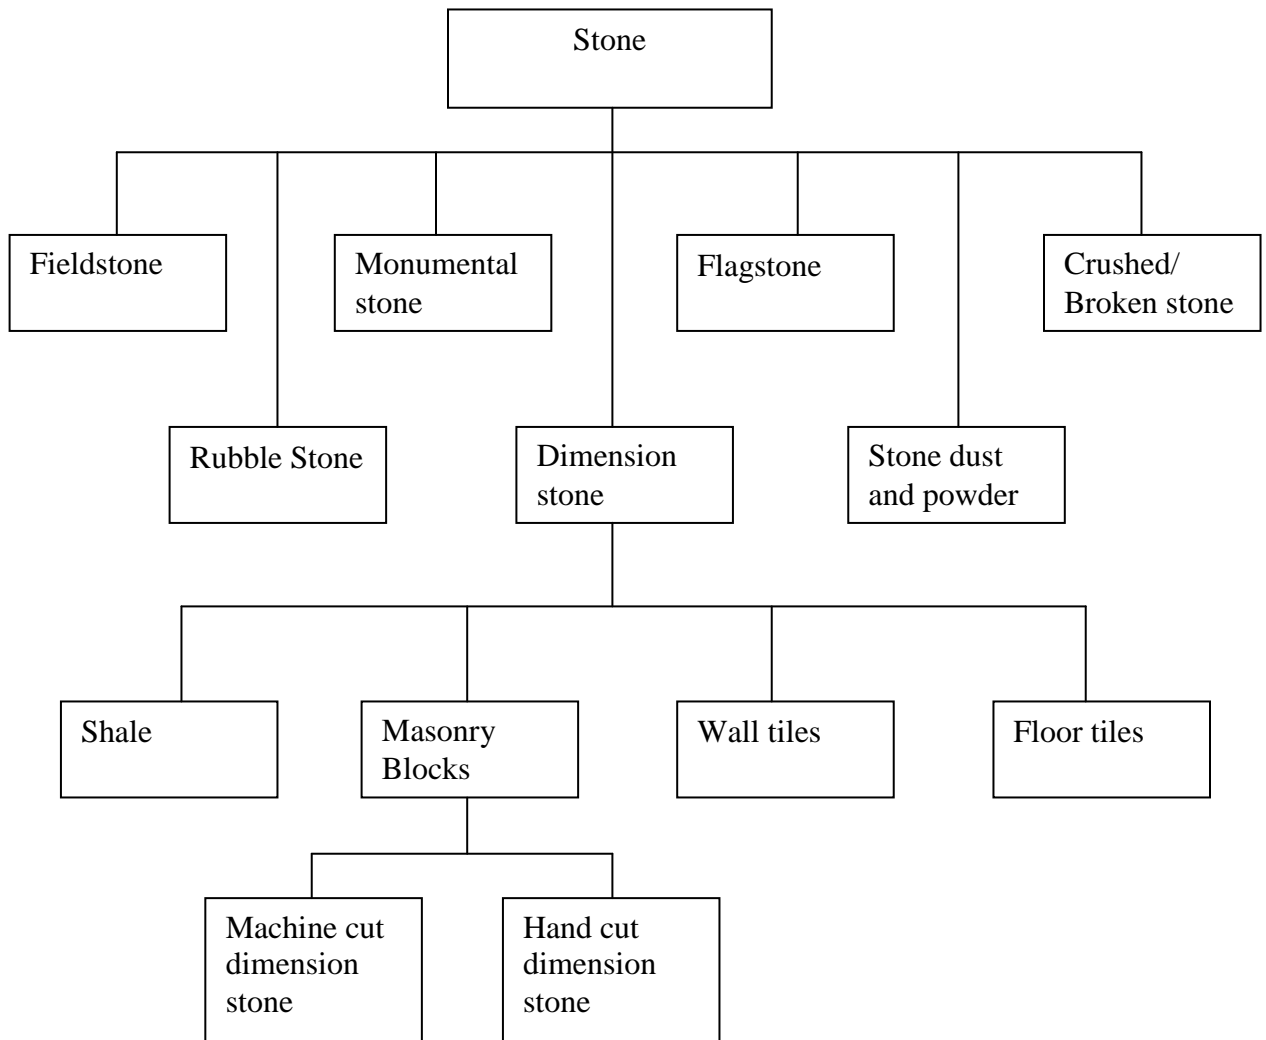 Stone
Fieldstone
Monumental
stone
Flagstone
Crushed/
Broken stone
Rubble Stone
Dimension
stone
Stone dust
and powder
Shale
Masonry
Blocks
Wall tiles
Floor tiles
Machine cut
dimension
stone
Hand cut
dimension
stone